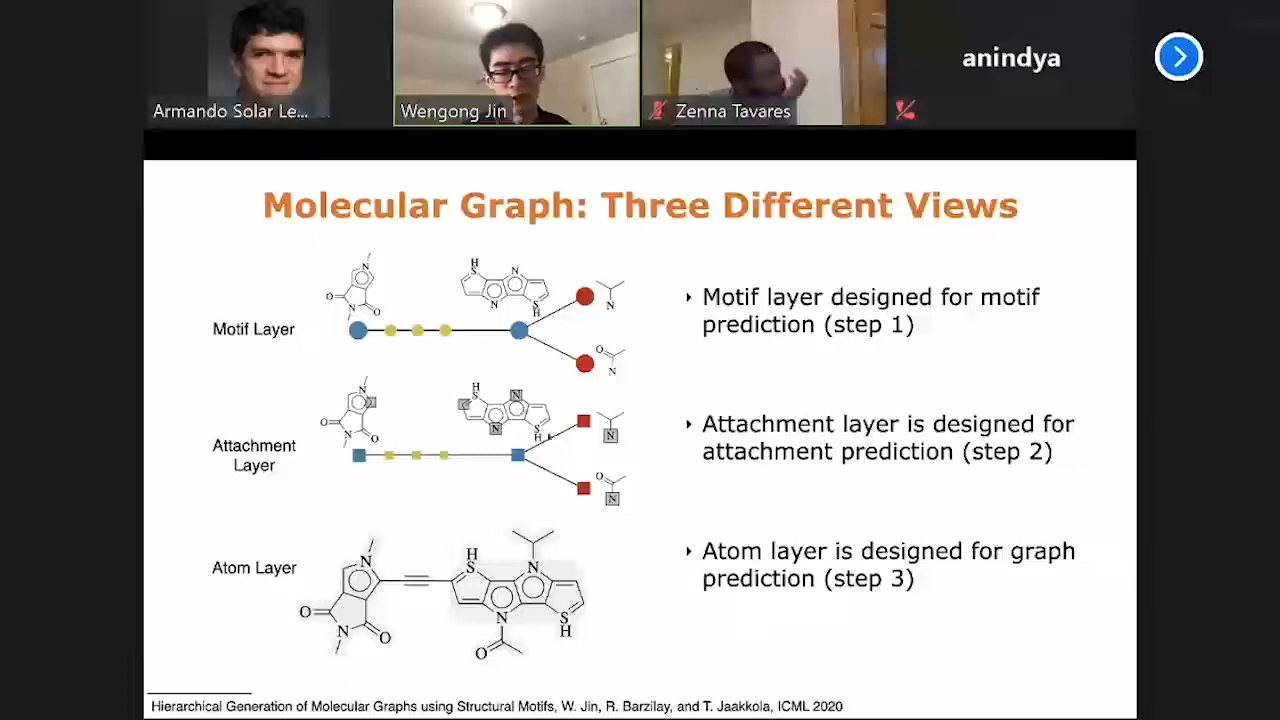 Armando Solar Le...
Wengong Jin
Zenna Tavares
anindya
Molecular Graph: Three Different Views
Motif Layer
Motif layer designed for motif
prediction (step 1)
Attachment
Layer
Attachment layer is designed for
attachment prediction (step 2)
Atom Layer
Atom layer is designed for graph
prediction (step 3)
Hierarchical Generation of Molecular Graphs using Structural Motifs, W. Jin, R. Barzilay, and T. Jaakkola, ICML 2020